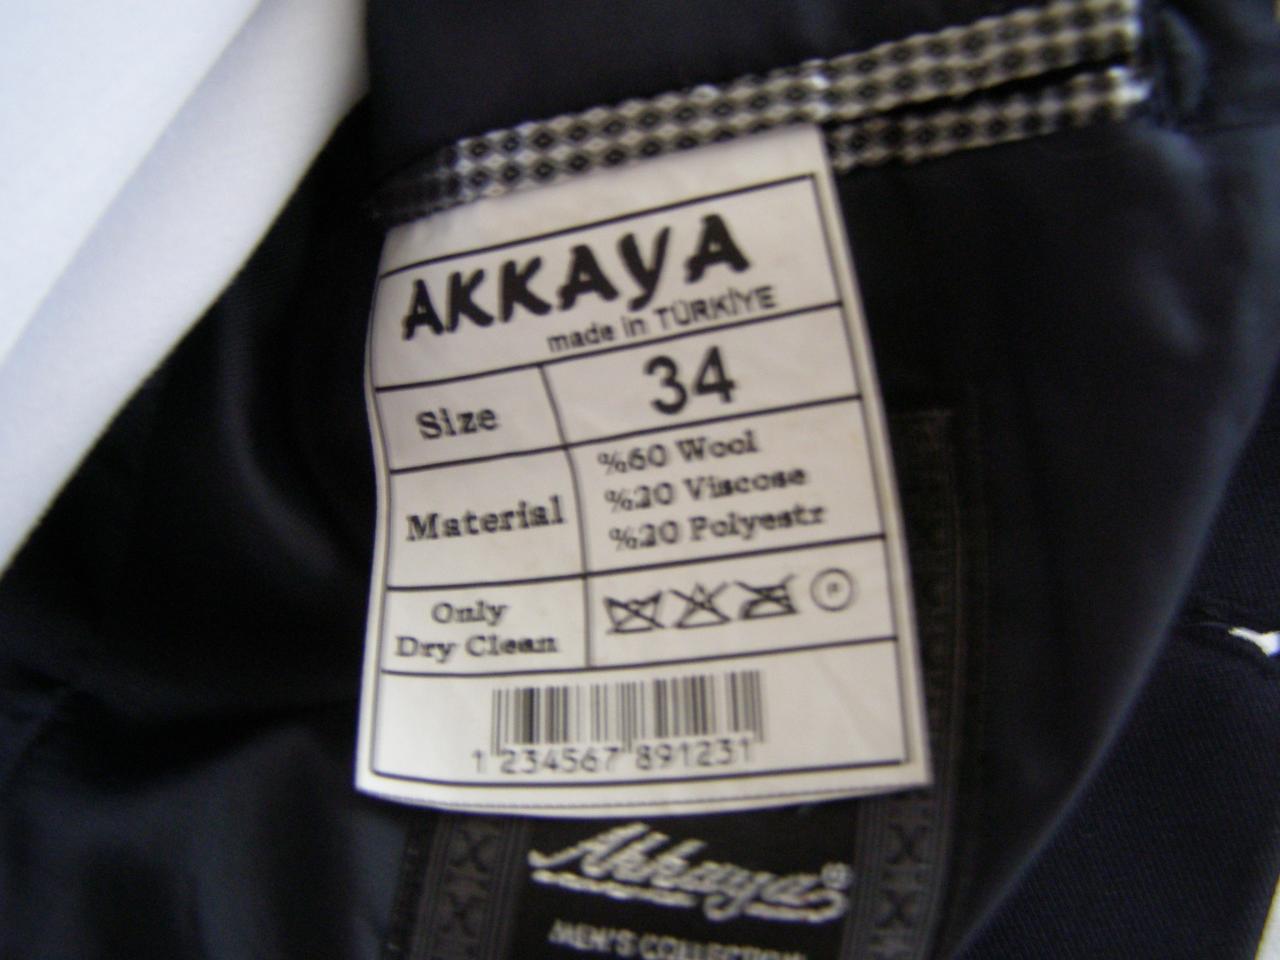 AKKAYA
made in TÜRKİYE
Size 34
Material %60 Wool
%20 Viscose
%20 Polyestr
Only
Dry Clean
P
1 234567 891231
Akkaya®
MEN'S COLLECTION